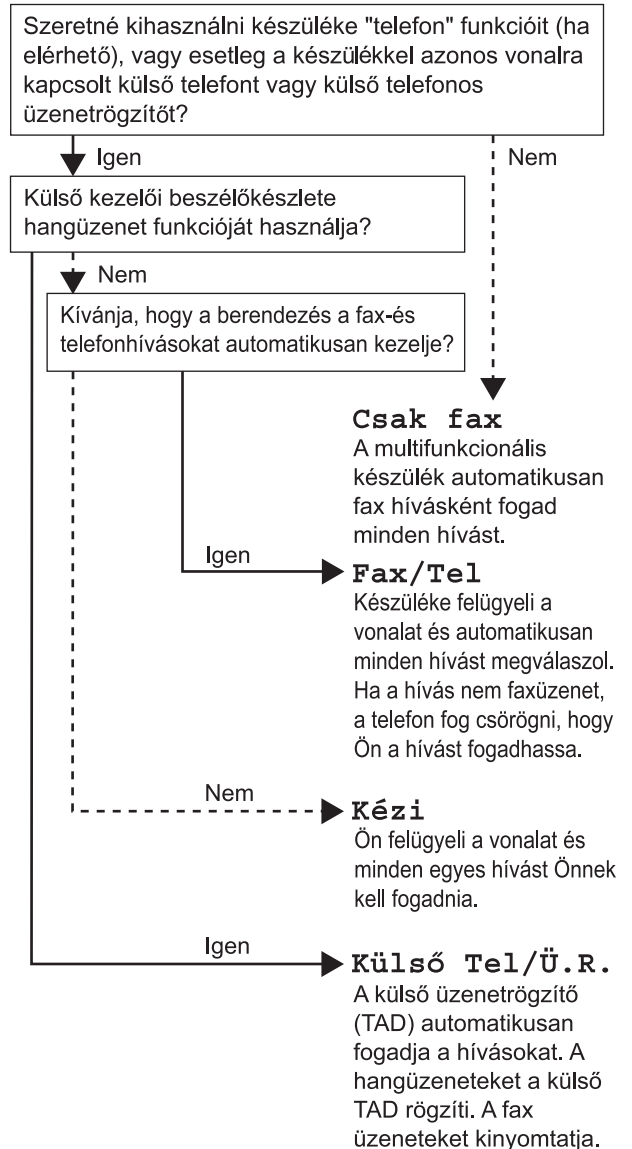 Szeretné kihasználni készüléke "telefon" funkcióit (ha
elérhető), vagy esetleg a készülékkel azonos vonalra
kapcsolt külső telefont vagy külső telefonos
üzenetrögzítőt?
Igen
Nem
Külső kezelői beszélőkészlete
hangüzenet funkcióját használja?
Nem
Kívánja, hogy a berendezés a fax-és
telefonhívásokat automatikusan kezelje?
Csak fax
A multifunkcionális
készülék automatikusan
fax hívásként fogad
minden hívást.
Igen
Fax/Tel
Készüléke felügyeli a
vonalat és automatikusan
minden hívást megválaszol.
Ha a hívás nem faxüzenet,
a telefon fog csörögni, hogy
Ön a hívást fogadhassa.
Nem
Kézi
Ön felügyeli a vonalat és
minden egyes hívást Önnek
kell fogadnia.
Igen
Külső Tel/Ü.R.
A külső üzenetrögzítő
(TAD) automatikusan
fogadja a hívásokat. A
hangüzeneteket a külső
TAD rögzíti. A fax
üzeneteket kinyomtatja.